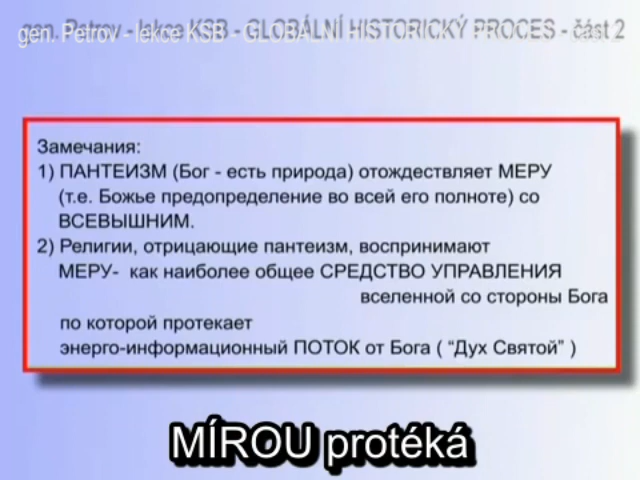 gen. Petrov - lekce KSB - GLOBÁLNÍ HISTORICKÝ PROCES - část 2
Замечания:
1) ПАНТЕИЗМ (Бог - есть природа) отождествляет МЕРУ
(т.е. Божье предопределение во всей его полноте) со
ВСЕВЫШНИМ.
2) Религии, отрицающие пантеизм, воспринимают
МЕРУ- как наиболее общее СРЕДСТВО УПРАВЛЕНИЯ
вселенной со стороны Бога
по которой протекает
энерго-информационный ПОТОК от Бога ( “Дух Святой” )
MÍROU protéká